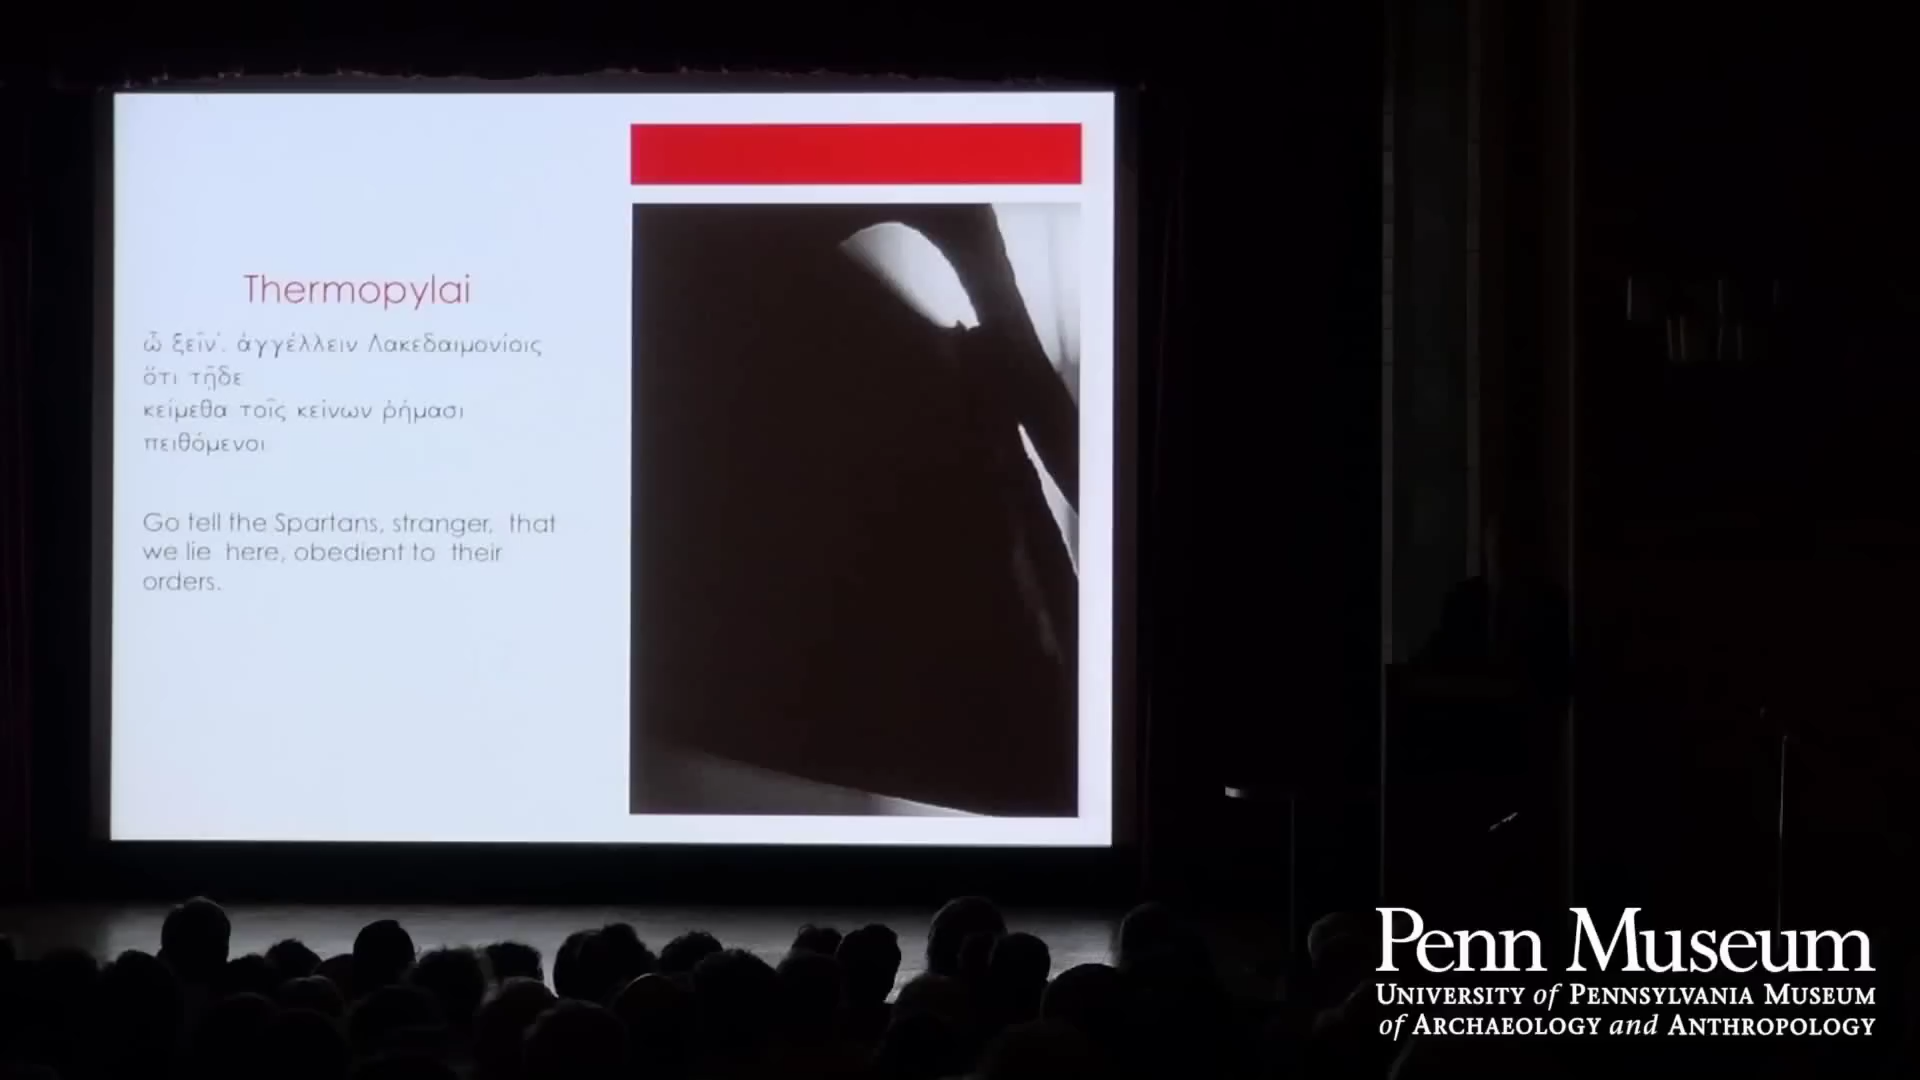 Thermopylai
ὦ ξεῖν', ἀγγέλλειν Λακεδαιμονίοις
ὅτι τῇδε
κείμεθα τοῖς κείνων ῥήμασι
πειθόμενοι
Go tell the Spartans, stranger, that
we lie here, obedient to their
orders.
Penn Museum
UNIVERSITY of PENNSYLVANIA MUSEUM
of ARCHAEOLOGY and ANTHROPOLOGY